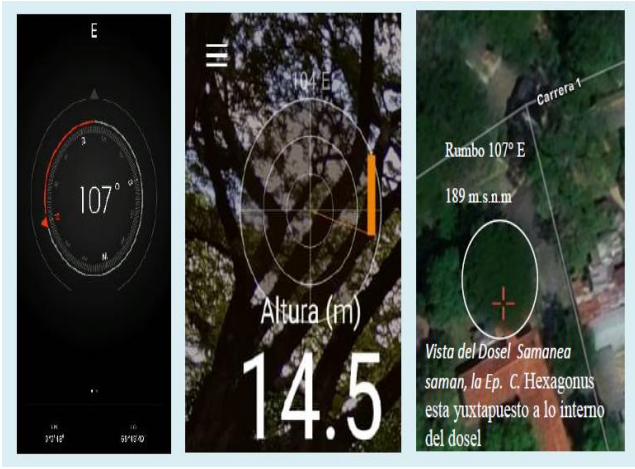 E
107°
104 E
Altura (m)
14.5
Carrera 1
Rumbo 107° E
189 m.s.n.m
Vista del Dosel Samanea
saman, la Ep. C. Hexagonus
esta yuxtapuesto a lo interno
del dosel